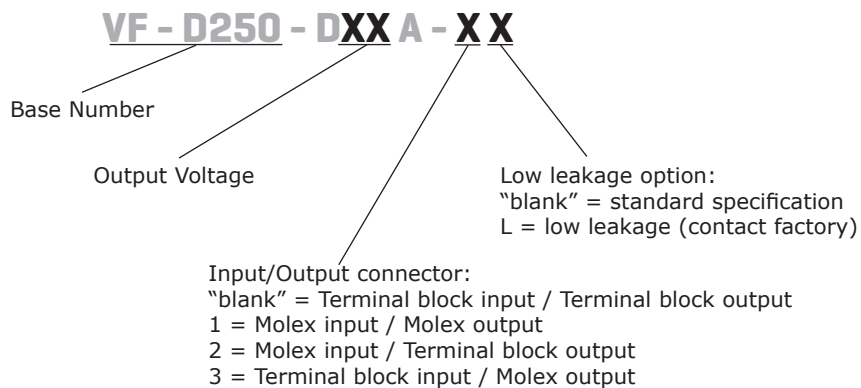 VF - D250 - DXX A - X X
Base Number
Output Voltage
Low leakage option:
“blank” = standard specification
L = low leakage (contact factory)
Input/Output connector:
“blank” = Terminal block input / Terminal block output
1 = Molex input / Molex output
2 = Molex input / Terminal block output
3 = Terminal block input / Molex output